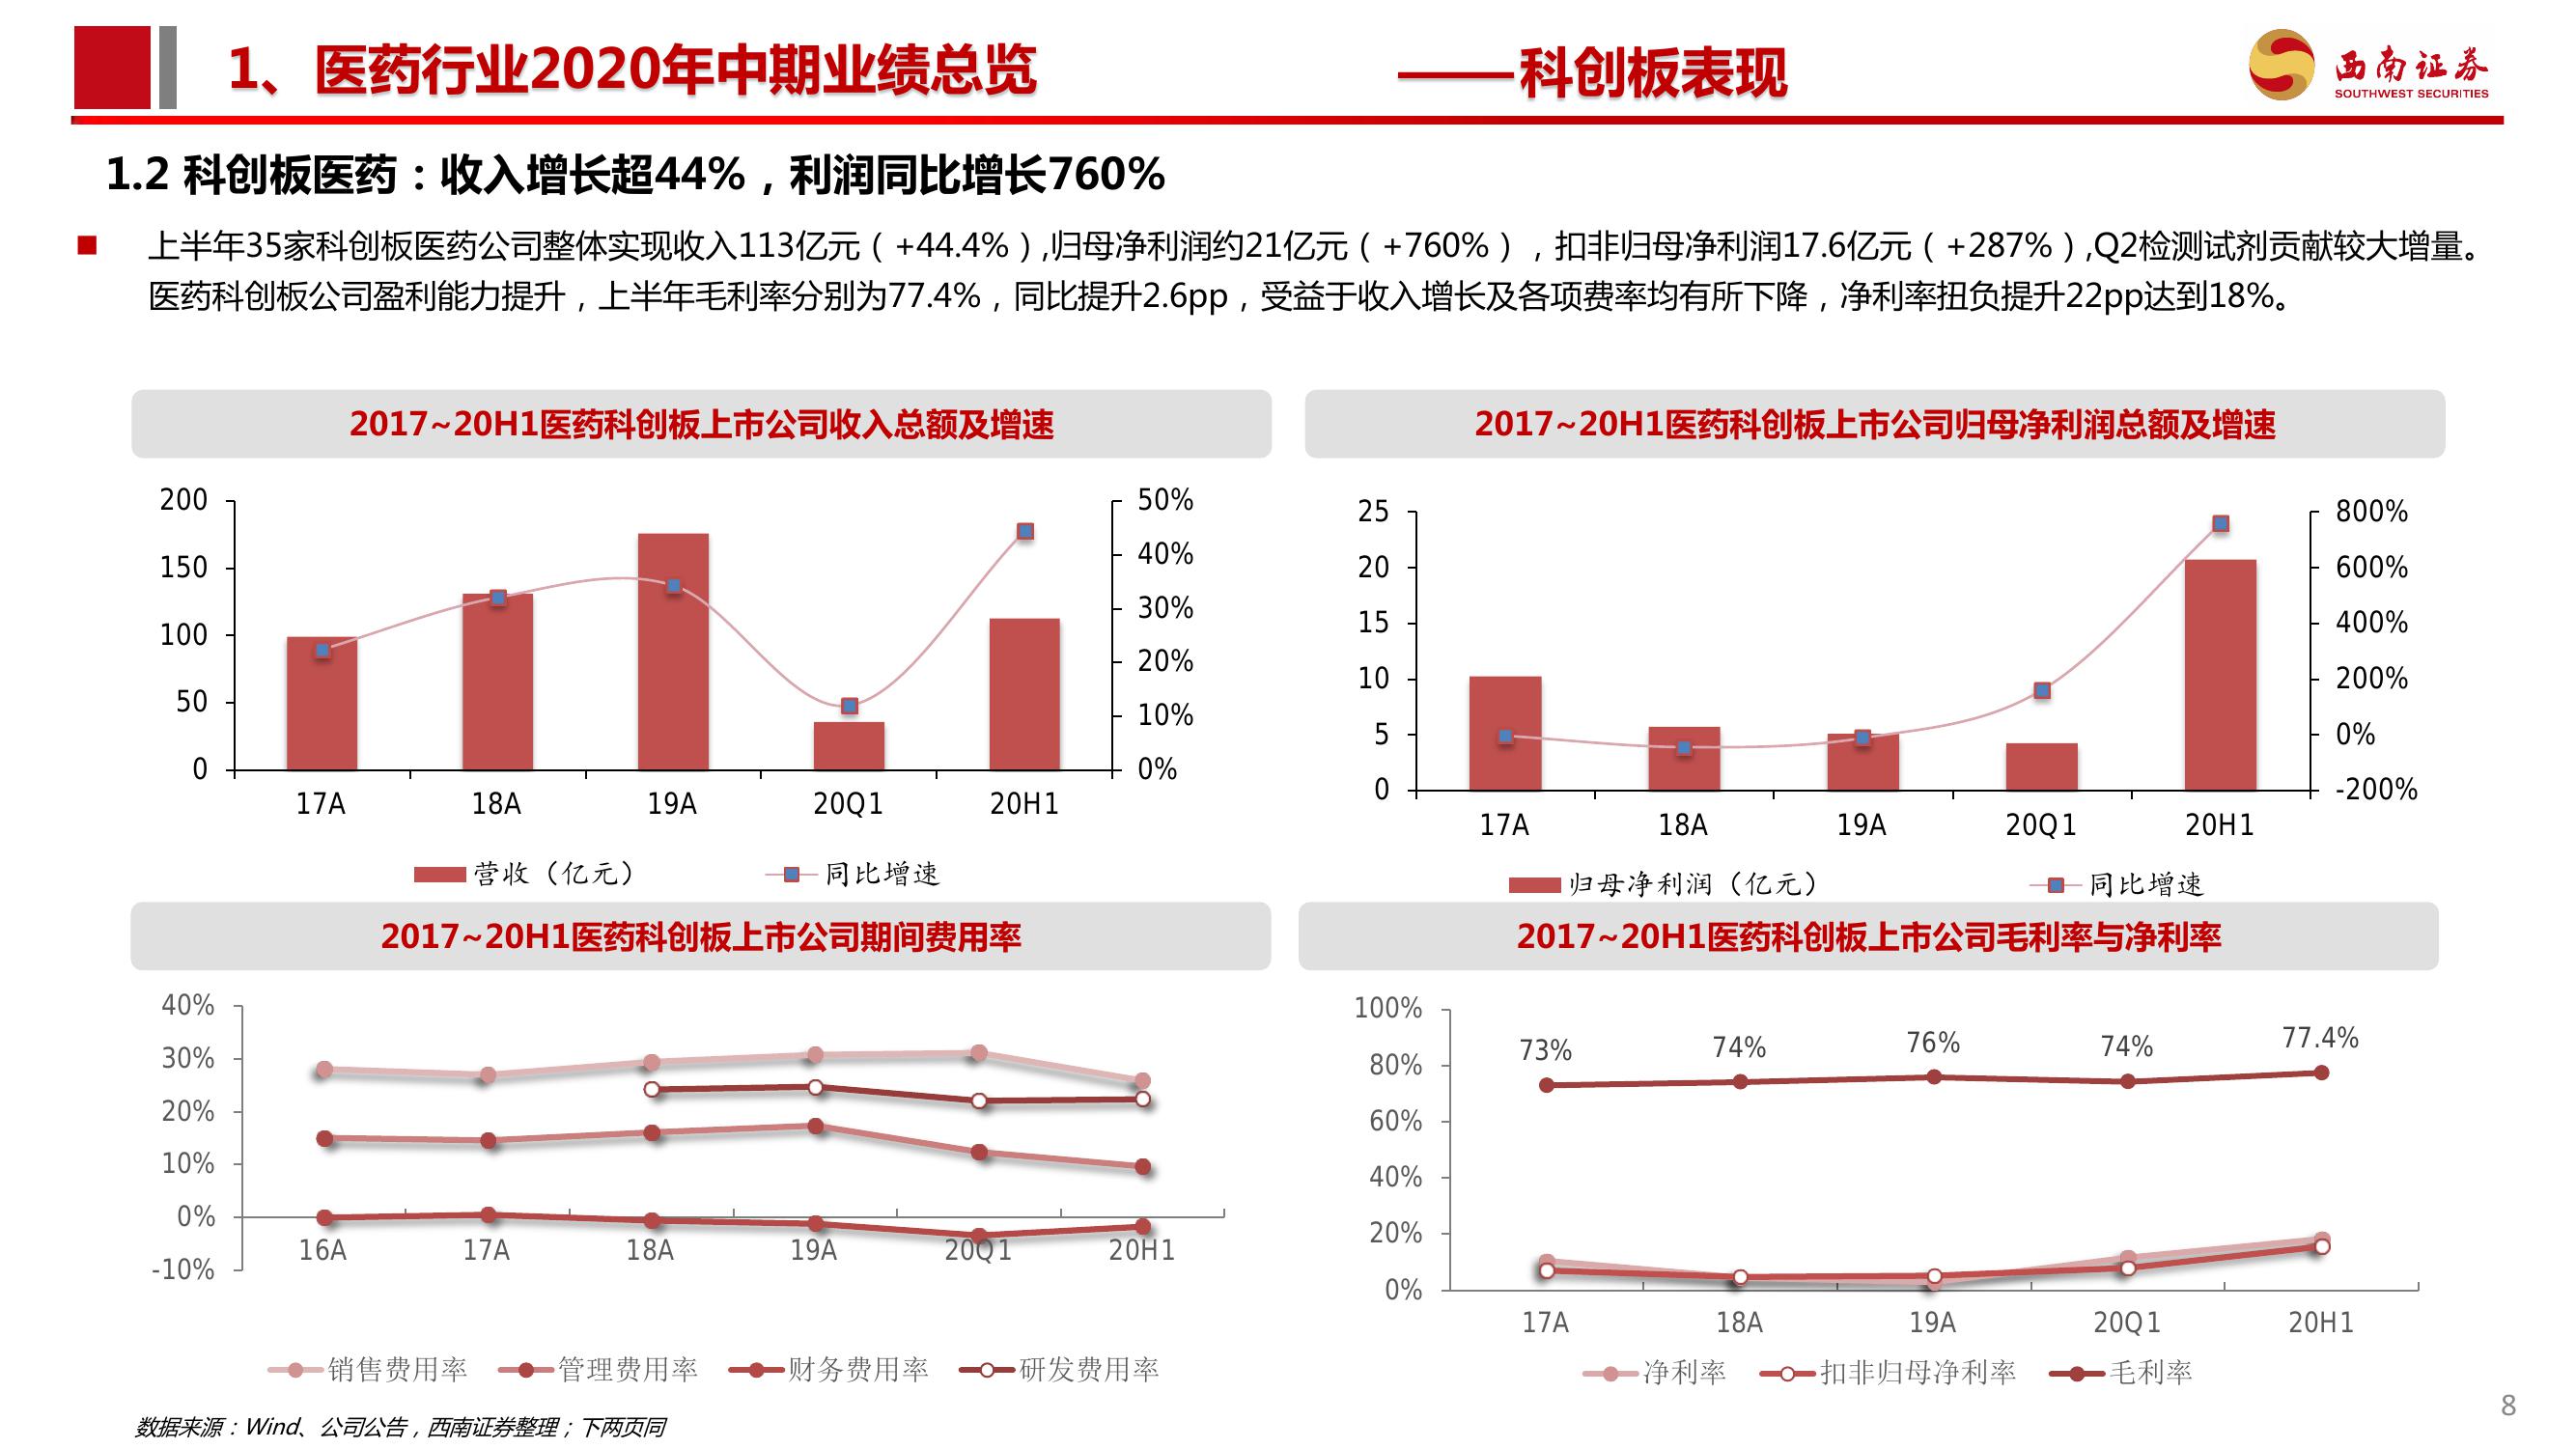 1、医药行业2020年中期业绩总览 ——科创板表现
西南证券
SOUTHWEST SECURITIES
1.2 科创板医药：收入增长超44%，利润同比增长760%
上半年35家科创板医药公司整体实现收入113亿元（+44.4%）,归母净利润约21亿元（+760%），扣非归母净利润17.6亿元（+287%）,Q2检测试剂贡献较大增量。
医药科创板公司盈利能力提升，上半年毛利率分别为77.4%，同比提升2.6pp，受益于收入增长及各项费率均有所下降，净利率扭负提升22pp达到18%。
2017~20H1医药科创板上市公司收入总额及增速
200
150
100
50
0
50%
40%
30%
20%
10%
0%
17A 18A 19A 20Q1 20H1
营收（亿元） 同比增速
2017~20H1医药科创板上市公司归母净利润总额及增速
25
20
15
10
5
0
800%
600%
400%
200%
0%
-200%
17A 18A 19A 20Q1 20H1
归母净利润（亿元） 同比增速
2017~20H1医药科创板上市公司期间费用率
40%
30%
20%
10%
0%
-10%
16A 17A 18A 19A 20Q1 20H1
销售费用率 管理费用率 财务费用率 研发费用率
2017~20H1医药科创板上市公司毛利率与净利率
100%
80%
60%
40%
20%
0%
73% 74% 76% 74% 77.4%
17A 18A 19A 20Q1 20H1
净利率 扣非归母净利率 毛利率
数据来源：Wind、公司公告，西南证券整理；下两页同
8